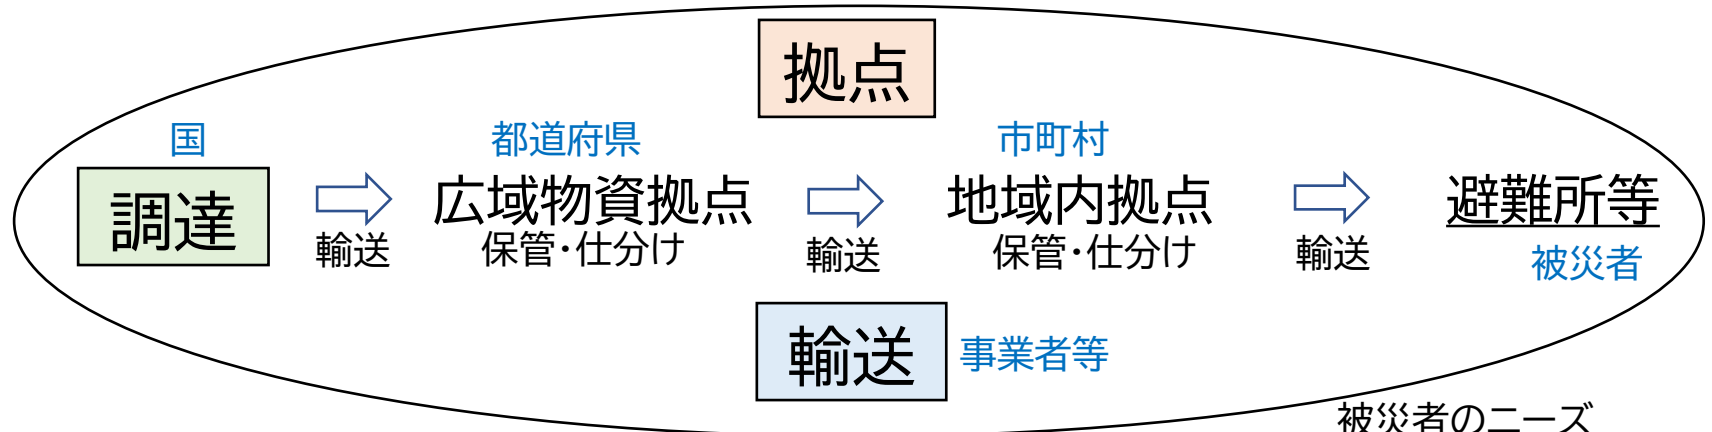 拠点
国
都道府県
市町村
調達
広域物資拠点
地域内拠点
避難所等
輸送
保管・仕分け
輸送
保管・仕分け
輸送
被災者
輸送
事業者等
被災者のニーズ